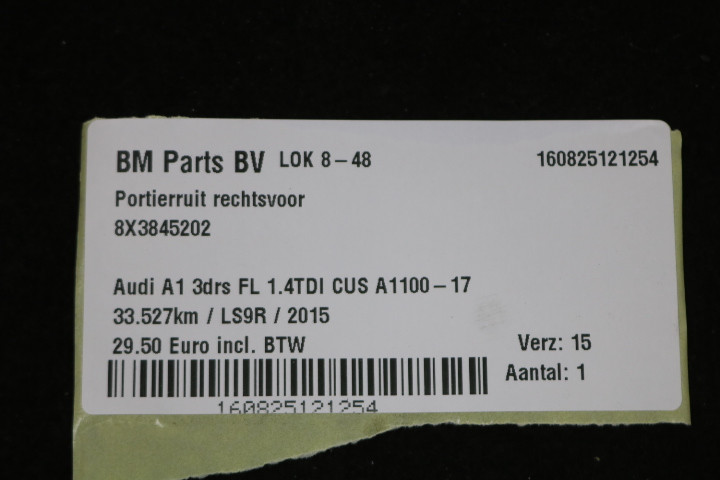 BM Parts BV LOK 8-48 160825121254
Portierruit rechtsvoor
8X3845202
Audi A1 3drs FL 1.4TDI CUS A1100-17
33.527km / LS9R / 2015
29.50 Euro incl. BTW Verz: 15
Aantal: 1
160825121254